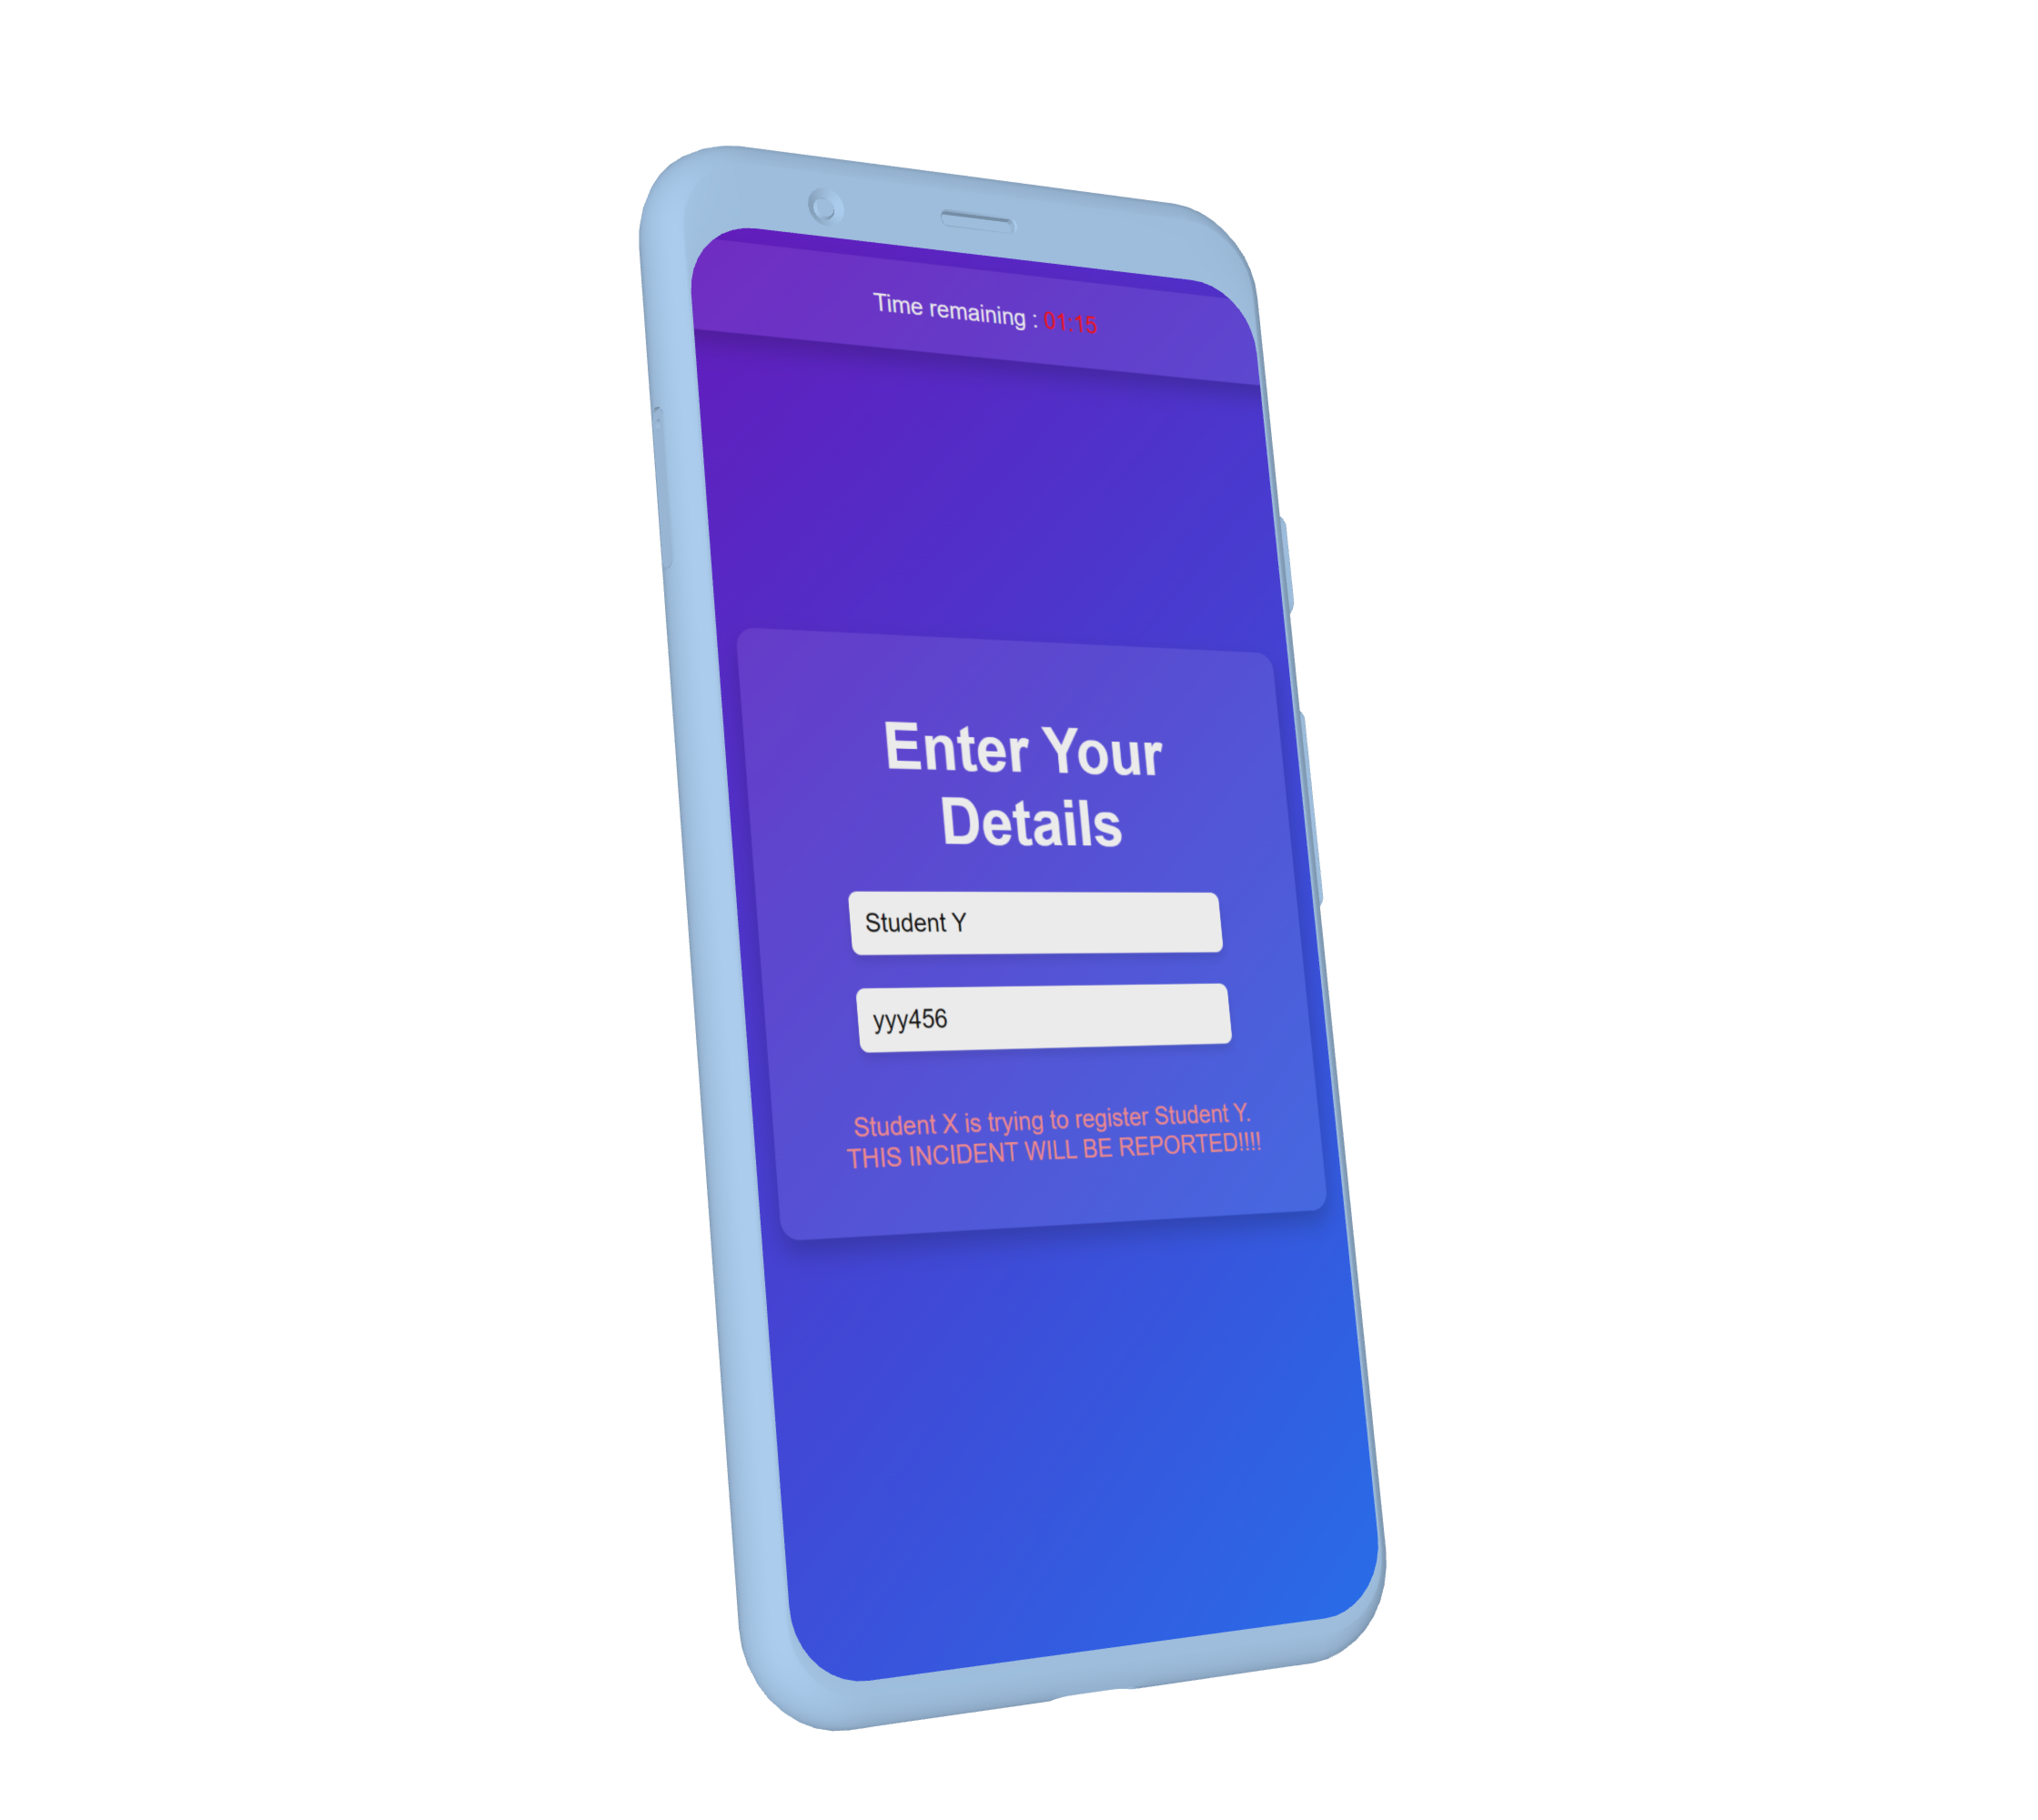 Time remaining : 01:15
Enter Your
Details
Student Y
yyy456
Student X is trying to register Student Y.
THIS INCIDENT WILL BE REPORTED!!!!